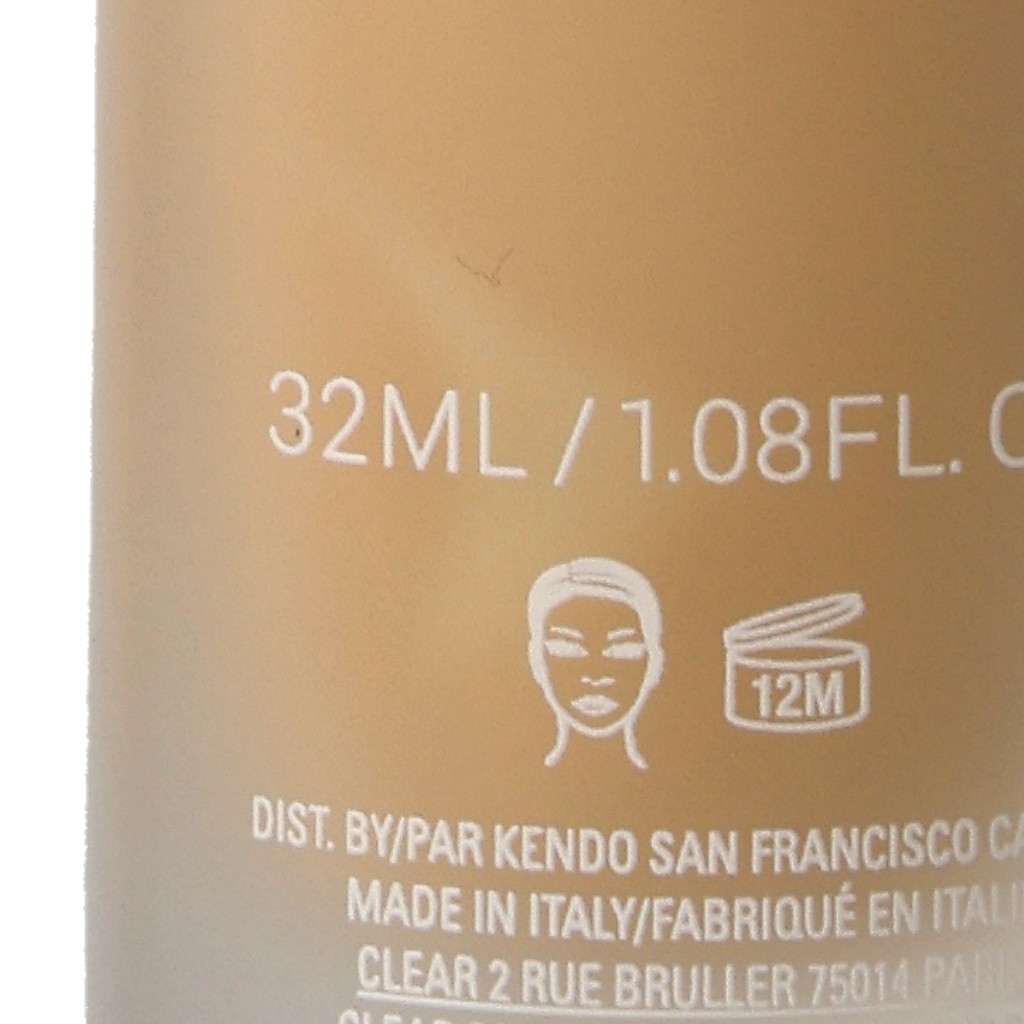 32ML / 1.08FL.
12M
DIST. BY/PAR KENDO SAN FRANCISCO
MADE IN ITALY/FABRIQUÉ EN
CLEAR 2 RUE BRULLER 75014